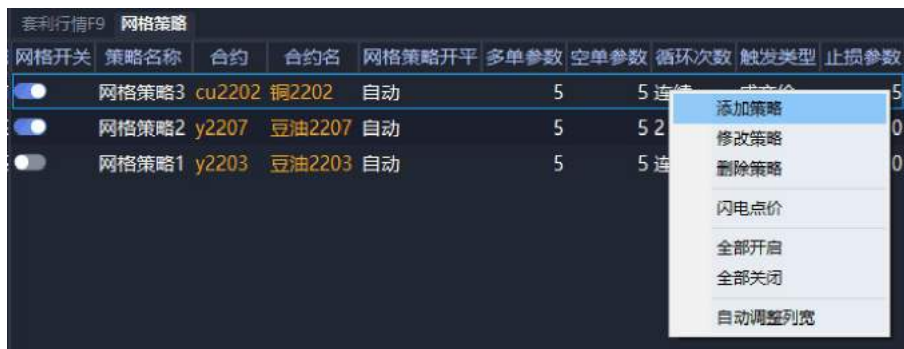 套利行情F9 网格策略
网格开关 策略名称 合约 合约名 网格策略开平 多单参数 空单参数 循环次数 触发类型 止损参数
网格策略3 cu2202 铜2202 自动 5 5 连续 成交价 5
网格策略2 y2207 豆油2207 自动 5 5 2 0
网格策略1 y2203 豆油2203 自动 5 5 连 0
添加策略
修改策略
删除策略
闪电点价
全部开启
全部关闭
自动调整列宽